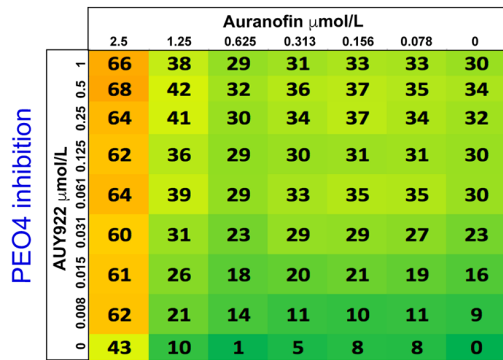 Auranofin μmol/L
2.5 1.25 0.625 0.313 0.156 0.078 0
PEO4 inhibition
AUY922 μmol/L
1 66 38 29 31 33 33 30
0.5 68 42 32 36 37 35 34
0.25 64 41 30 34 37 34 32
0.125 62 36 29 30 31 31 30
0.061 64 39 29 33 35 35 30
0.031 60 31 23 29 29 27 23
0.015 61 26 18 20 21 19 16
0.008 62 21 14 11 10 11 9
0 43 10 1 5 8 8 0